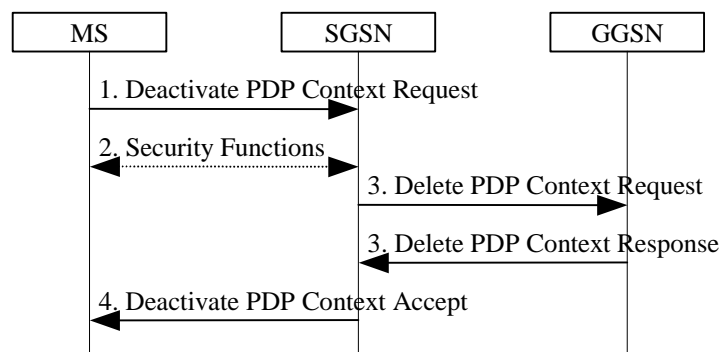 MS SGSN GGSN
1. Deactivate PDP Context Request
2. Security Functions
3. Delete PDP Context Request
3. Delete PDP Context Response
4. Deactivate PDP Context Accept